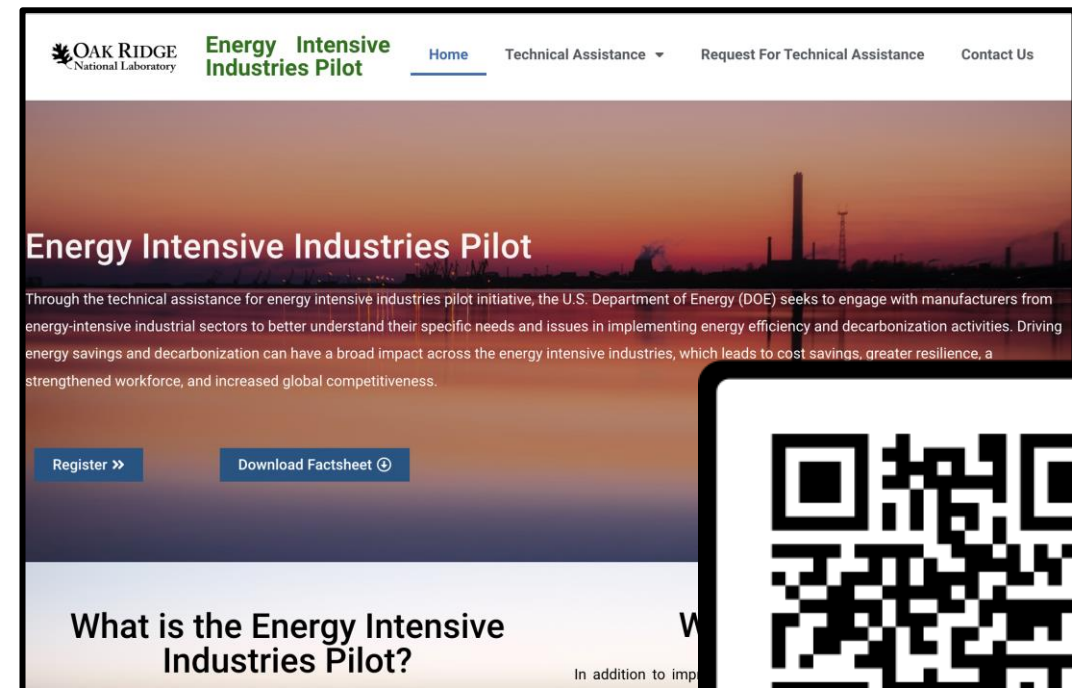 OAK RIDGE
National Laboratory
Energy Intensive
Industries Pilot
Home
Technical Assistance
Request For Technical Assistance
Contact Us
Energy Intensive Industries Pilot
Through the technical assistance for energy intensive industries pilot initiative, the U.S. Department of Energy (DOE) seeks to engage with manufacturers from
energy-intensive industrial sectors to better understand their specific needs and issues in implementing energy efficiency and decarbonization activities. Driving
energy savings and decarbonization can have a broad impact across the energy intensive industries, which leads to cost savings, greater resilience, a
strengthened workforce, and increased global competitiveness.
Register
Download Factsheet
What is the Energy Intensive
Industries Pilot?
In addition to